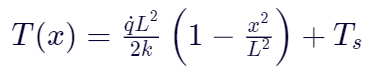 T(x) = \frac{\dot{q}L^2}{2k} \left(1 - \frac{x^2}{L^2}\right) + T_s